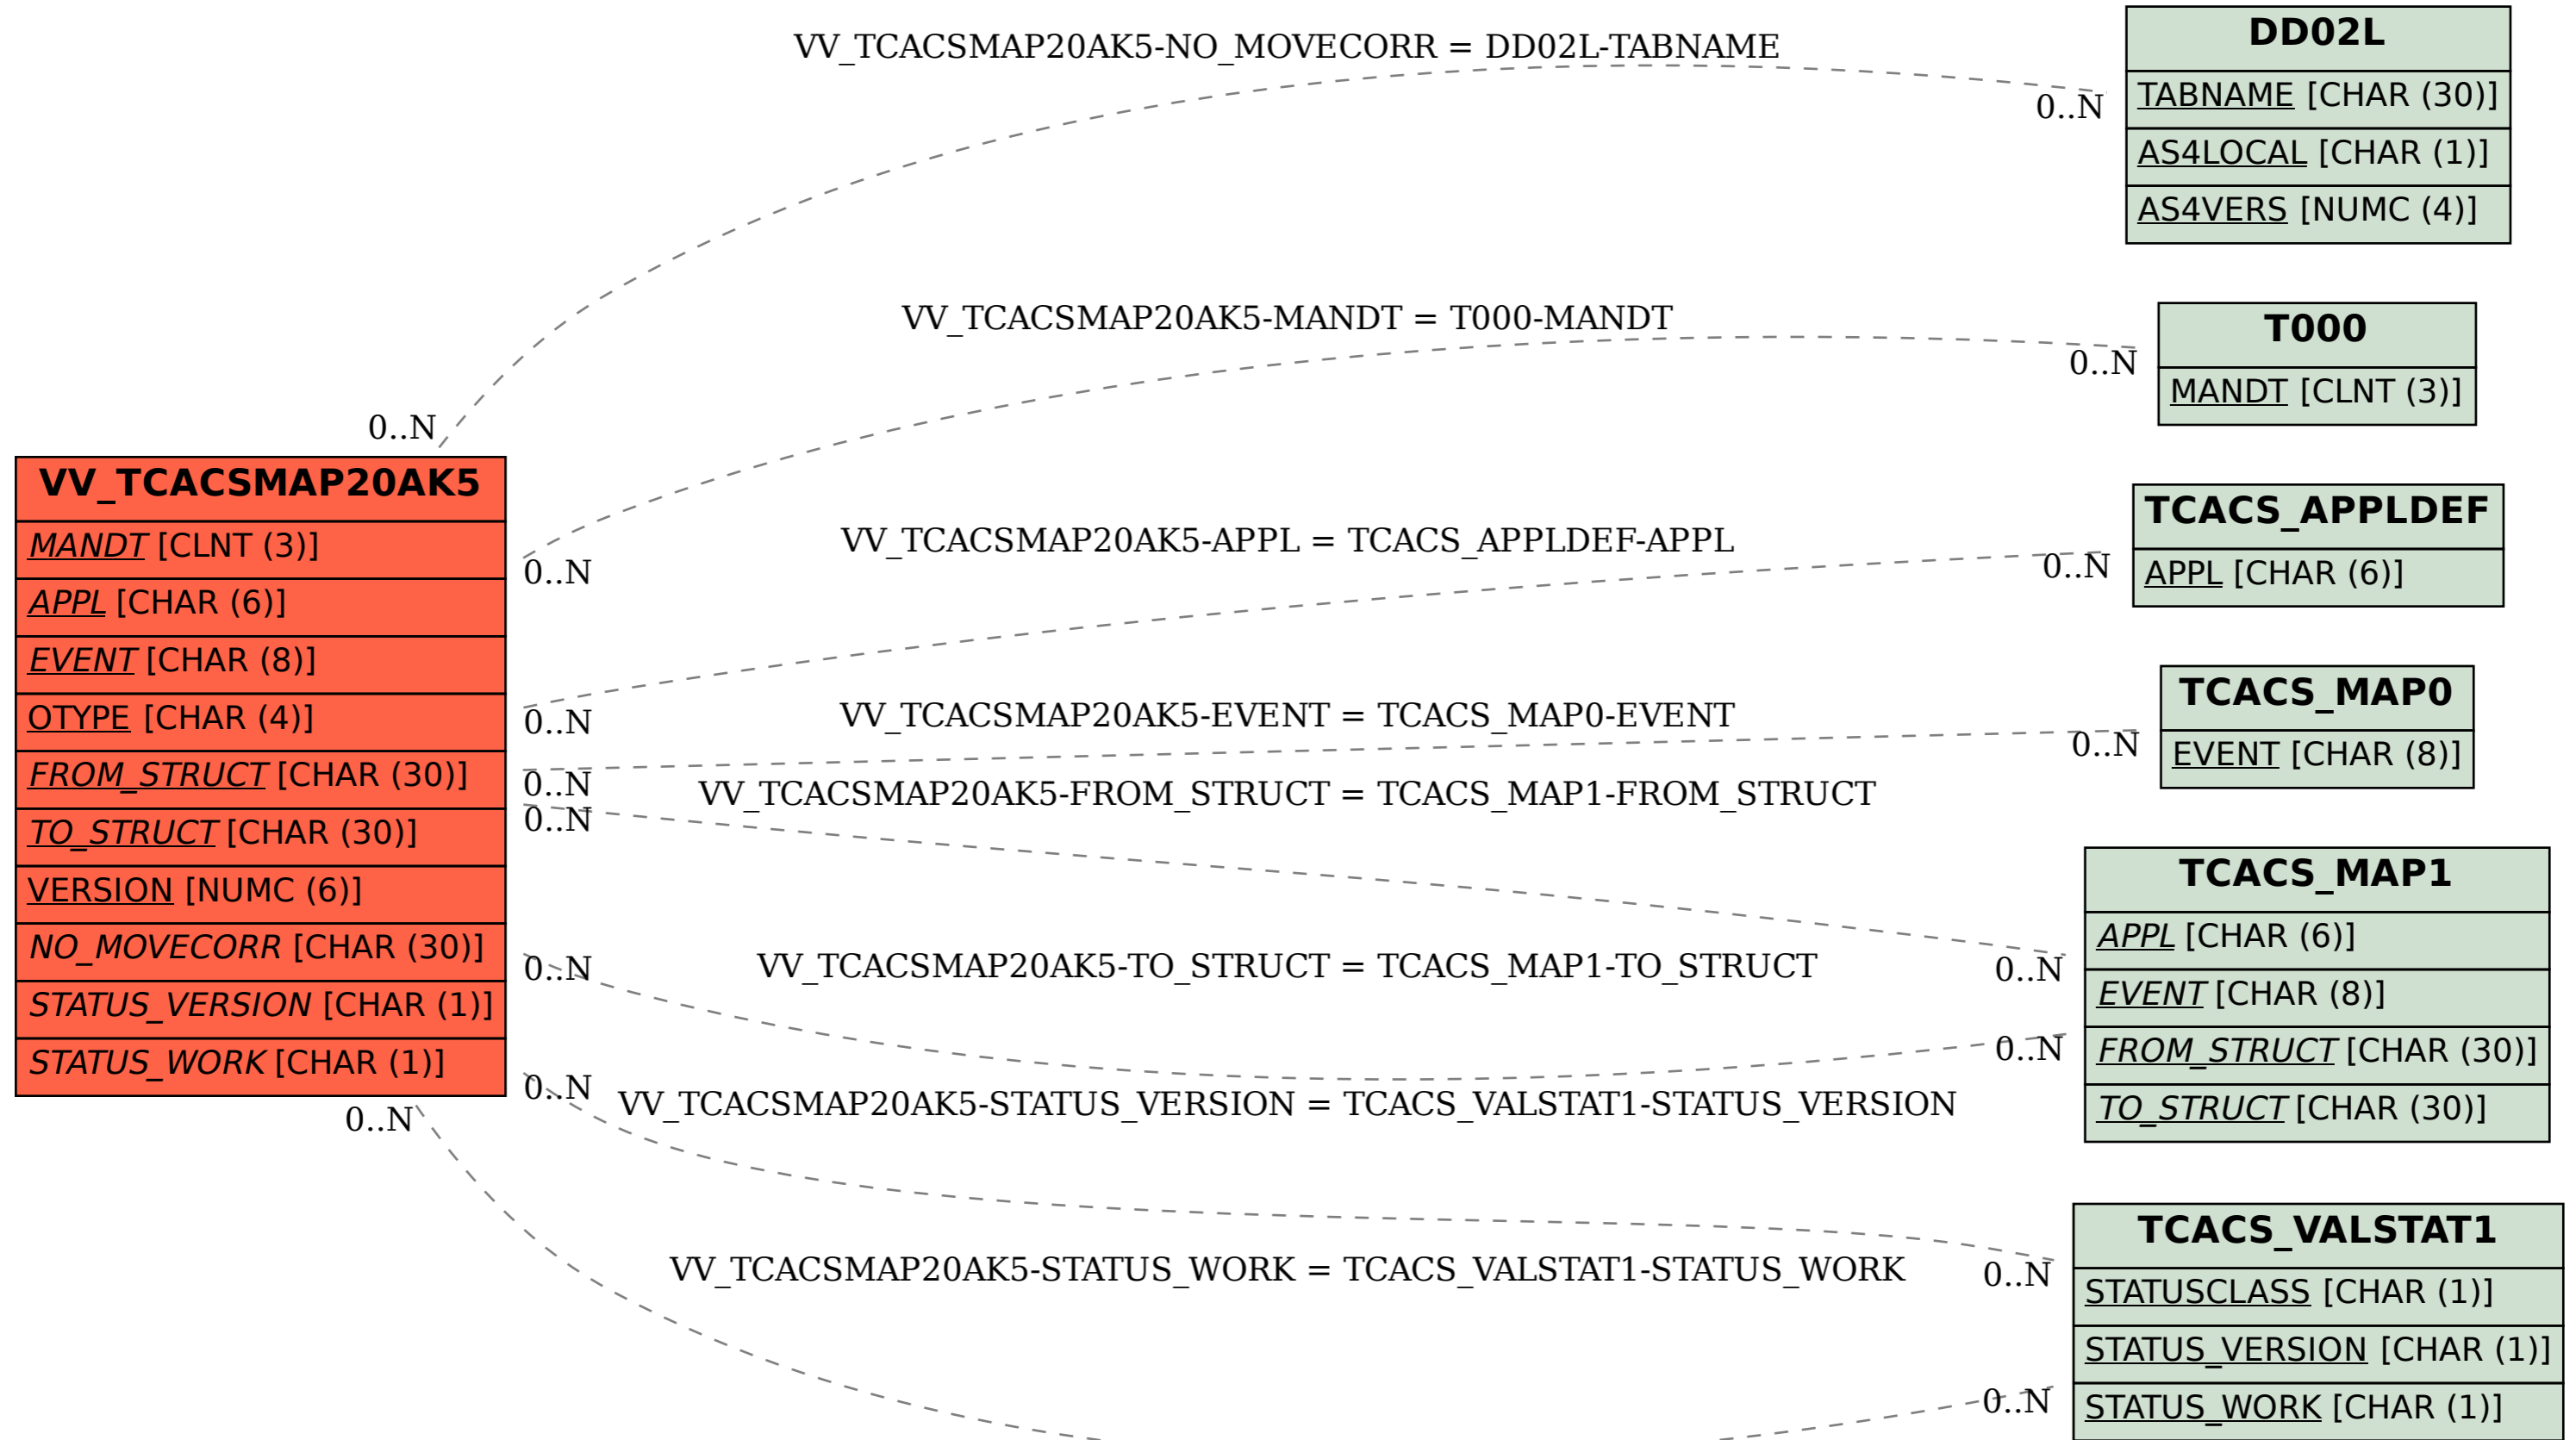 VV_TCACSMAP20AK5-NO_MOVECORR = DD02L-TABNAME
0..N
0..N
DD02L
TABNAME [CHAR (30)]
AS4LOCAL [CHAR (1)]
AS4VERS [NUMC (4)]
VV_TCACSMAP20AK5-MANDT = T000-MANDT
0..N
0..N
T000
MANDT [CLNT (3)]
VV_TCACSMAP20AK5
MANDT [CLNT (3)]
APPL [CHAR (6)]
EVENT [CHAR (8)]
OTYPE [CHAR (4)]
FROM_STRUCT [CHAR (30)]
TO_STRUCT [CHAR (30)]
VERSION [NUMC (6)]
NO_MOVECORR [CHAR (30)]
STATUS_VERSION [CHAR (1)]
STATUS_WORK [CHAR (1)]
VV_TCACSMAP20AK5-APPL = TCACS_APPLDEF-APPL
0..N
0..N
TCACS_APPLDEF
APPL [CHAR (6)]
VV_TCACSMAP20AK5-EVENT = TCACS_MAP0-EVENT
0..N
0..N
TCACS_MAP0
EVENT [CHAR (8)]
VV_TCACSMAP20AK5-FROM_STRUCT = TCACS_MAP1-FROM_STRUCT
0..N
0..N
VV_TCACSMAP20AK5-TO_STRUCT = TCACS_MAP1-TO_STRUCT
0..N
0..N
TCACS_MAP1
APPL [CHAR (6)]
EVENT [CHAR (8)]
FROM_STRUCT [CHAR (30)]
TO_STRUCT [CHAR (30)]
VV_TCACSMAP20AK5-STATUS_VERSION = TCACS_VALSTAT1-STATUS_VERSION
0..N
0..N
VV_TCACSMAP20AK5-STATUS_WORK = TCACS_VALSTAT1-STATUS_WORK
0..N
0..N
TCACS_VALSTAT1
STATUSCLASS [CHAR (1)]
STATUS_VERSION [CHAR (1)]
STATUS_WORK [CHAR (1)]